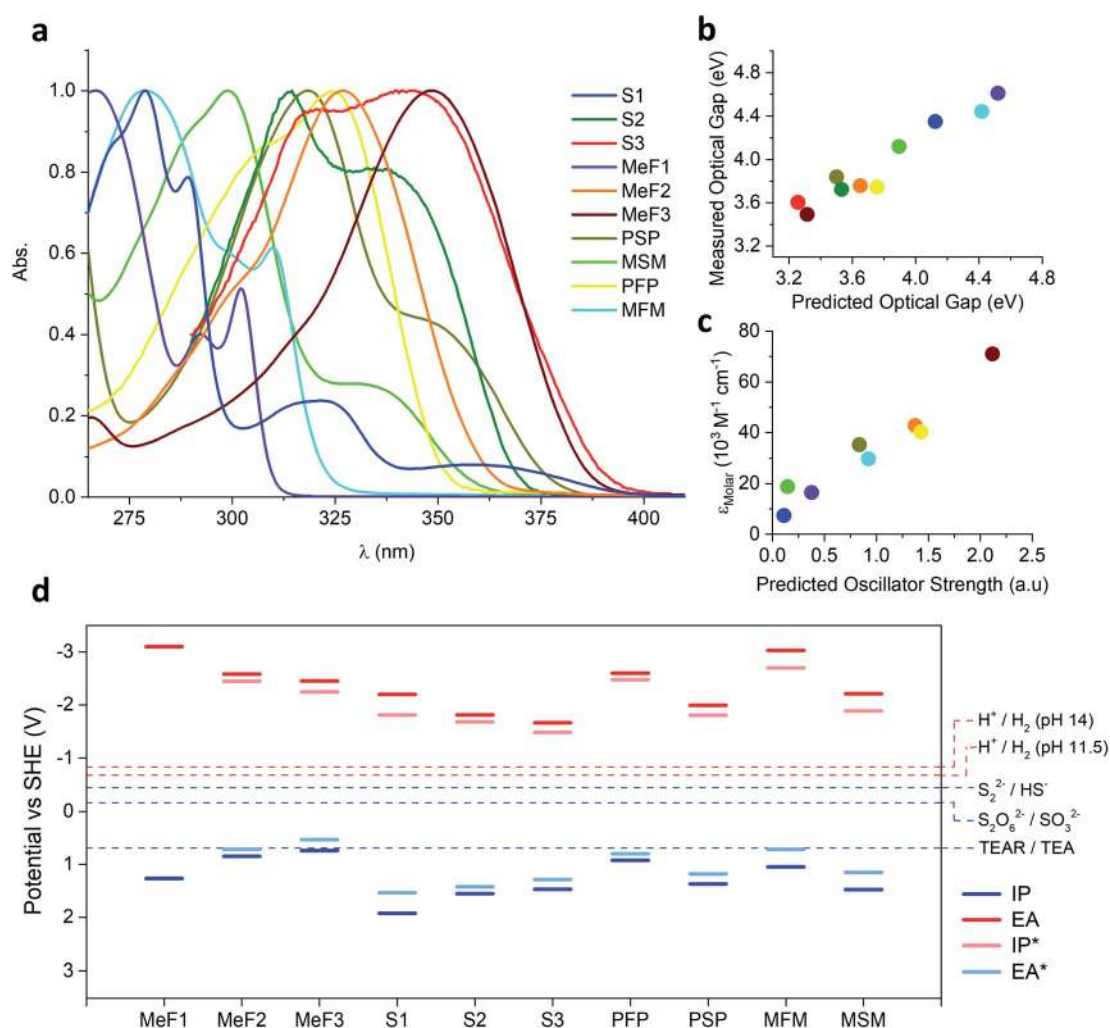 a
1.0
0.8
0.6
0.4
0.2
0.0
Abs.
275 300 325 350 375 400
λ (nm)
S1
S2
S3
MeF1
MeF2
MeF3
PSP
MSM
PFP
MFM
b
4.8
4.4
4.0
3.6
3.2
Measured Optical Gap (eV)
3.2 3.6 4.0 4.4 4.8
Predicted Optical Gap (eV)
c
80
60
40
20
0
εMolar (10³ M⁻¹ cm⁻¹)
0.0 0.5 1.0 1.5 2.0 2.5
Predicted Oscillator Strength (a.u)
d
-3
-2
-1
0
1
2
3
Potential vs SHE (V)
MeF1 MeF2 MeF3 S1 S2 S3 PFP PSP MFM MSM
H⁺ / H₂ (pH 14)
H⁺ / H₂ (pH 11.5)
S₂²⁻ / HS⁻
S₂O₆²⁻ / SO₃²⁻
TEAR / TEA
IP
EA
IP*
EA*